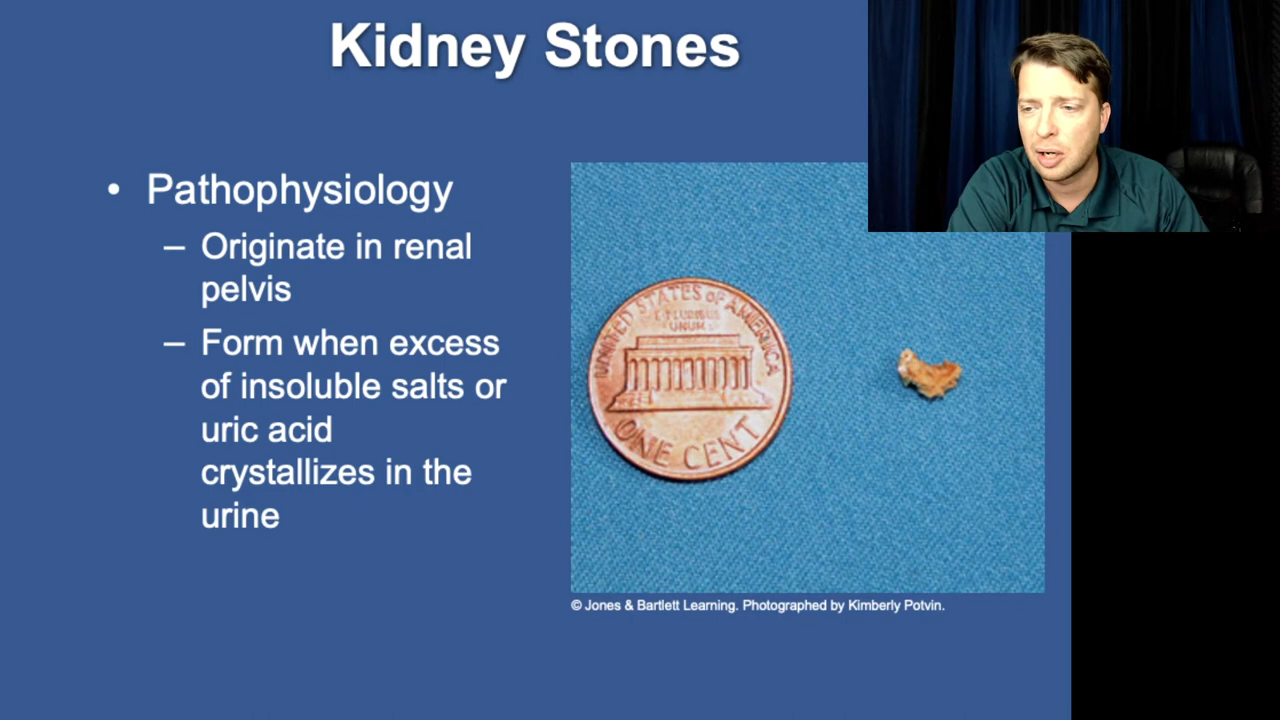 Kidney Stones
• Pathophysiology
– Originate in renal
pelvis
– Form when excess
of insoluble salts or
uric acid
crystallizes in the
urine
UNITED STATES OF AMERICA
E PLURIBUS
UNUM
ONE CENT
© Jones & Bartlett Learning. Photographed by Kimberly Potvin.